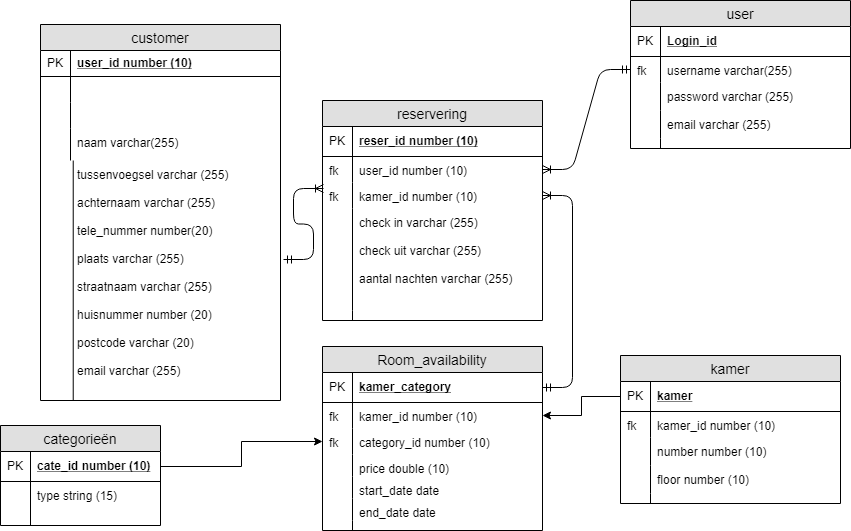 customer
PK user_id number (10)
naam varchar(255)
tussenvoegsel varchar (255)
achternaam varchar (255)
tele_nummer number(20)
plaats varchar (255)
straatnaam varchar (255)
huisnummer number (20)
postcode varchar (20)
email varchar (255)
reservering
PK reser_id number (10)
fk user_id number (10)
fk kamer_id number (10)
check in varchar (255)
check uit varchar (255)
aantal nachten varchar (255)
user
PK Login_id
fk username varchar(255)
password varchar (255)
email varchar (255)
categorieën
PK cate_id number (10)
type string (15)
Room_availability
PK kamer_category
fk kamer_id number (10)
fk category_id number (10)
price double (10)
start_date date
end_date date
kamer
PK kamer
fk kamer_id number (10)
number number (10)
floor number (10)